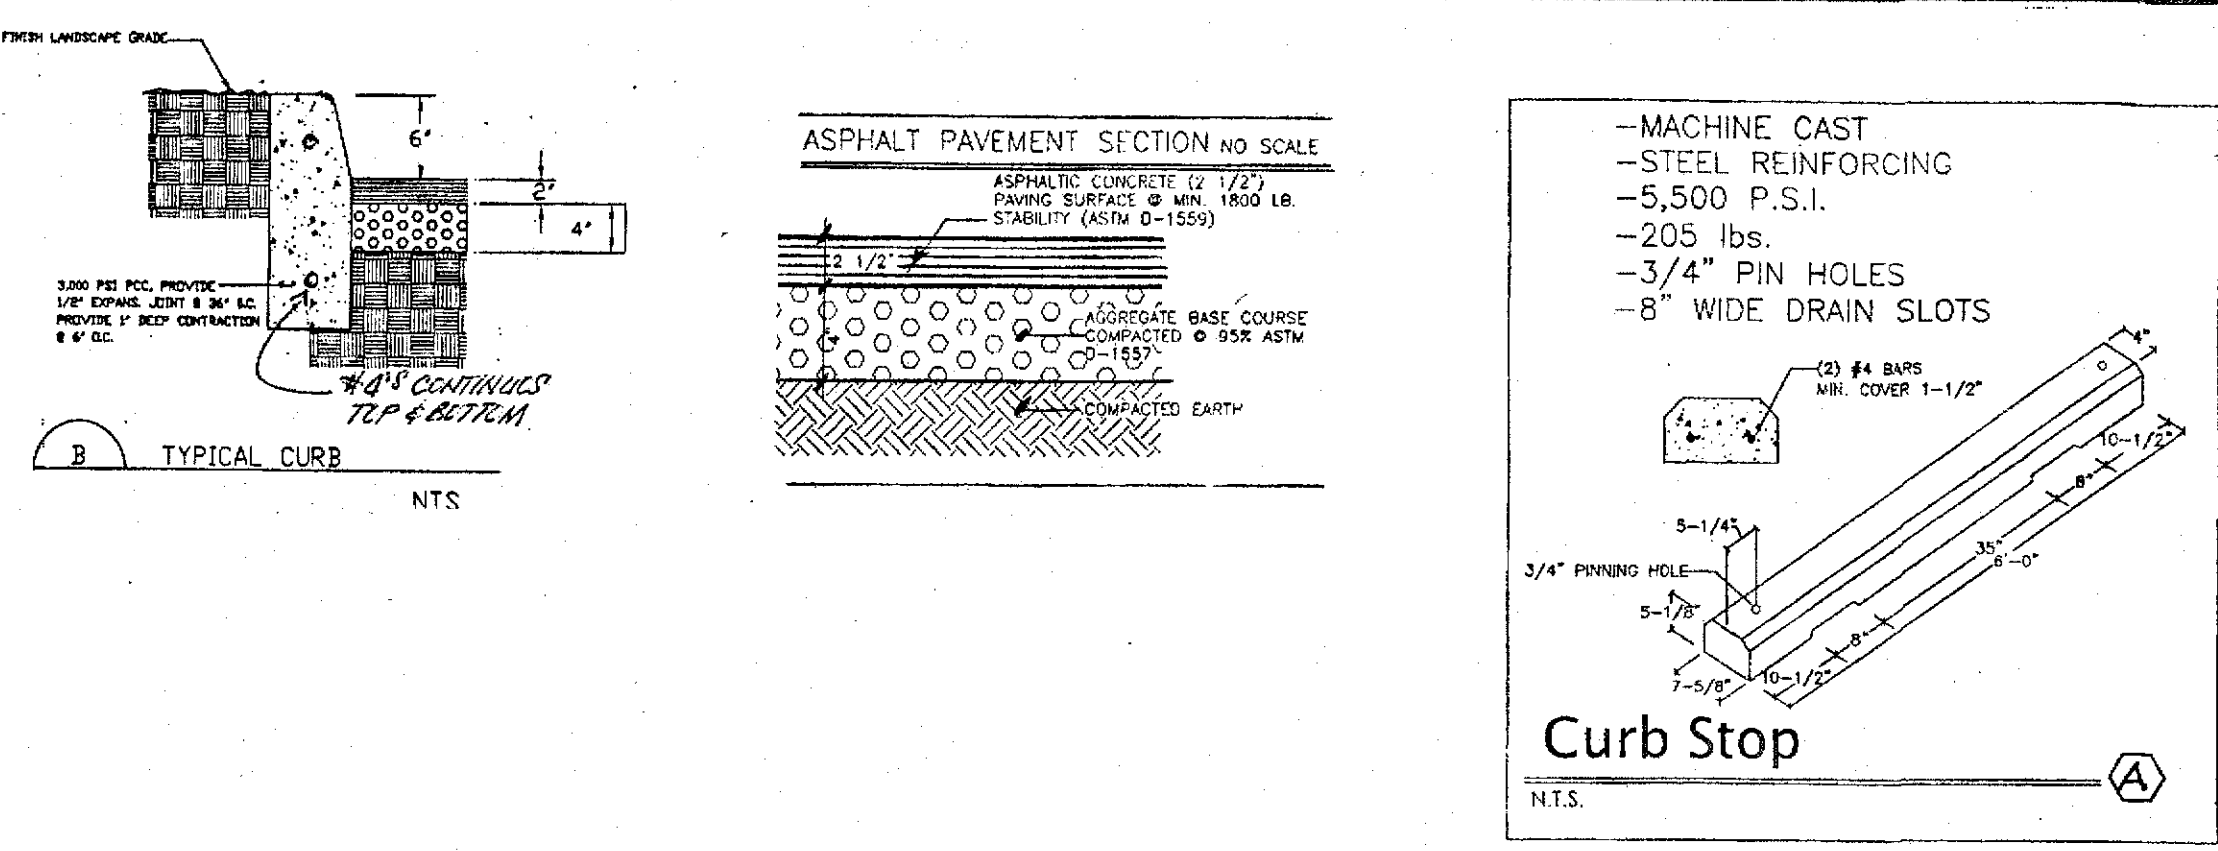 FINISH LANDSCAPE GRADE
6"
2"
4"
3,000 PSI PCC, PROVIDE
1/2" EXPANS. JOINT @ 36' O.C.
PROVIDE 1" DEEP CONTRACTION
@ 6' O.C.
#4'S CONTINUES
TOP & BOTTOM
B TYPICAL CURB
NTS
ASPHALT PAVEMENT SECTION NO SCALE
ASPHALTIC CONCRETE (2 1/2")
PAVING SURFACE @ MIN. 1800 LB.
STABILITY (ASTM D-1559)
2 1/2"
AGGREGATE BASE COURSE
COMPACTED @ 95% ASTM
D-1557
4"
COMPACTED EARTH
-MACHINE CAST
-STEEL REINFORCING
-5,500 P.S.I.
-205 lbs.
-3/4" PIN HOLES
-8" WIDE DRAIN SLOTS
4"
(2) #4 BARS
MIN. COVER 1-1/2"
10-1/2"
8"
5-1/4"
35"
6'-0"
3/4" PINNING HOLE
5-1/8"
8"
7-5/8"
10-1/2"
Curb Stop
A
N.T.S.